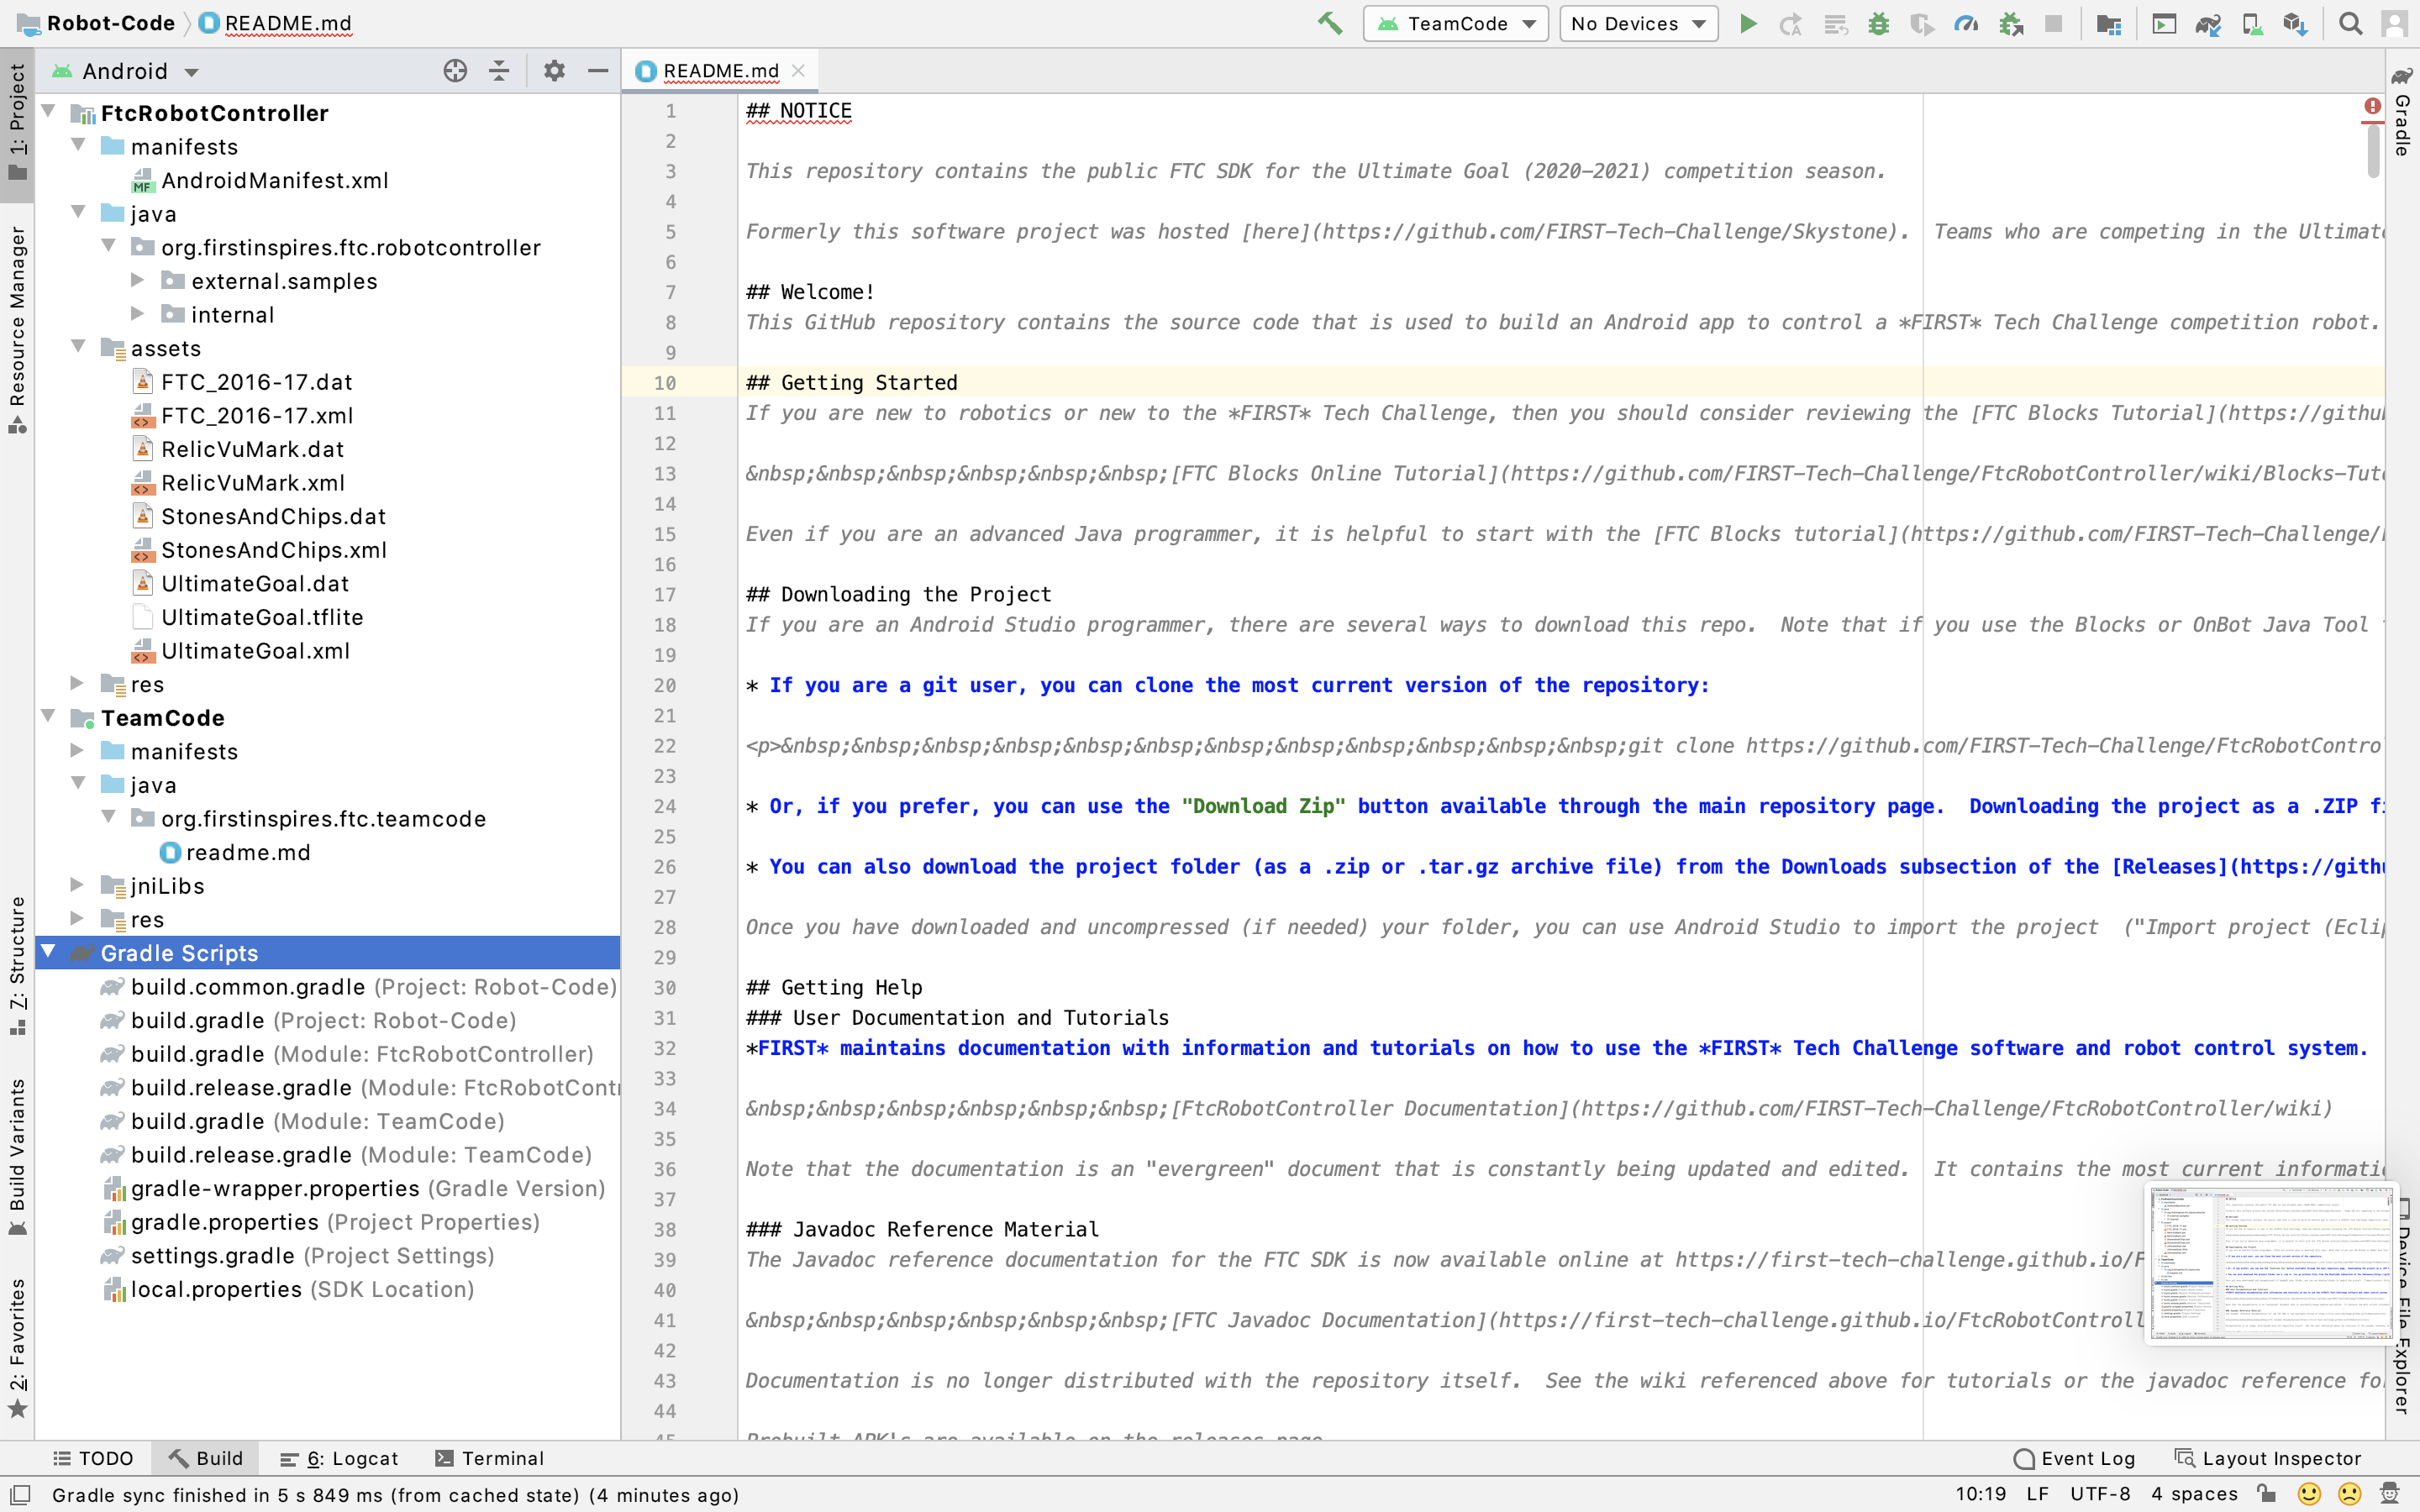 Robot-Code README.md TeamCode No Devices
1: Project
Resource Manager
7: Structure
Build Variants
2: Favorites
Android
FtcRobotController
manifests
AndroidManifest.xml
java
org.firstinspires.ftc.robotcontroller
external.samples
internal
assets
FTC_2016-17.dat
FTC_2016-17.xml
RelicVuMark.dat
RelicVuMark.xml
StonesAndChips.dat
StonesAndChips.xml
UltimateGoal.dat
UltimateGoal.tflite
UltimateGoal.xml
res
TeamCode
manifests
java
org.firstinspires.ftc.teamcode
readme.md
jniLibs
res
Gradle Scripts
build.common.gradle (Project: Robot-Code)
build.gradle (Project: Robot-Code)
build.gradle (Module: FtcRobotController)
build.release.gradle (Module: FtcRobotContr
build.gradle (Module: TeamCode)
build.release.gradle (Module: TeamCode)
gradle-wrapper.properties (Gradle Version)
gradle.properties (Project Properties)
settings.gradle (Project Settings)
local.properties (SDK Location)
README.md
1 ## NOTICE
2
3 This repository contains the public FTC SDK for the Ultimate Goal (2020-2021) competition season.
4
5 Formerly this software project was hosted [here](https://github.com/FIRST-Tech-Challenge/Skystone).  Teams who are competing in the Ultimate
6
7 ## Welcome!
8 This GitHub repository contains the source code that is used to build an Android app to control a *FIRST* Tech Challenge competition robot.
9
10 ## Getting Started
11 If you are new to robotics or new to the *FIRST* Tech Challenge, then you should consider reviewing the [FTC Blocks Tutorial](https://githu
12
13 &nbsp;&nbsp;&nbsp;&nbsp;&nbsp;&nbsp;[FTC Blocks Online Tutorial](https://github.com/FIRST-Tech-Challenge/FtcRobotController/wiki/Blocks-Tut
14
15 Even if you are an advanced Java programmer, it is helpful to start with the [FTC Blocks tutorial](https://github.com/FIRST-Tech-Challenge/
16
17 ## Downloading the Project
18 If you are an Android Studio programmer, there are several ways to download this repo.  Note that if you use the Blocks or OnBot Java Tool
19
20 * If you are a git user, you can clone the most current version of the repository:
21
22 <p>&nbsp;&nbsp;&nbsp;&nbsp;&nbsp;&nbsp;&nbsp;&nbsp;&nbsp;&nbsp;&nbsp;&nbsp;git clone https://github.com/FIRST-Tech-Challenge/FtcRobotContro
23
24 * Or, if you prefer, you can use the "Download Zip" button available through the main repository page.  Downloading the project as a .ZIP fi
25
26 * You can also download the project folder (as a .zip or .tar.gz archive file) from the Downloads subsection of the [Releases](https://gith
27
28 Once you have downloaded and uncompressed (if needed) your folder, you can use Android Studio to import the project  ("Import project (Eclip
29
30 ## Getting Help
31 ### User Documentation and Tutorials
32 *FIRST* maintains documentation with information and tutorials on how to use the *FIRST* Tech Challenge software and robot control system.
33
34 &nbsp;&nbsp;&nbsp;&nbsp;&nbsp;&nbsp;[FtcRobotController Documentation](https://github.com/FIRST-Tech-Challenge/FtcRobotController/wiki)
35
36 Note that the documentation is an "evergreen" document that is constantly being updated and edited.  It contains the most current informati
37
38 ### Javadoc Reference Material
39 The Javadoc reference documentation for the FTC SDK is now available online at https://first-tech-challenge.github.io/F
40
41 &nbsp;&nbsp;&nbsp;&nbsp;&nbsp;&nbsp;[FTC Javadoc Documentation](https://first-tech-challenge.github.io/FtcRobotControll
42
43 Documentation is no longer distributed with the repository itself.  See the wiki referenced above for tutorials or the javadoc reference fo
44
45 Prebuilt APK's are available on the releases page
Gradle
Device File Explorer
TODO Build 6: Logcat Terminal Event Log Layout Inspector
Gradle sync finished in 5 s 849 ms (from cached state) (4 minutes ago) 10:19 LF UTF-8 4 spaces